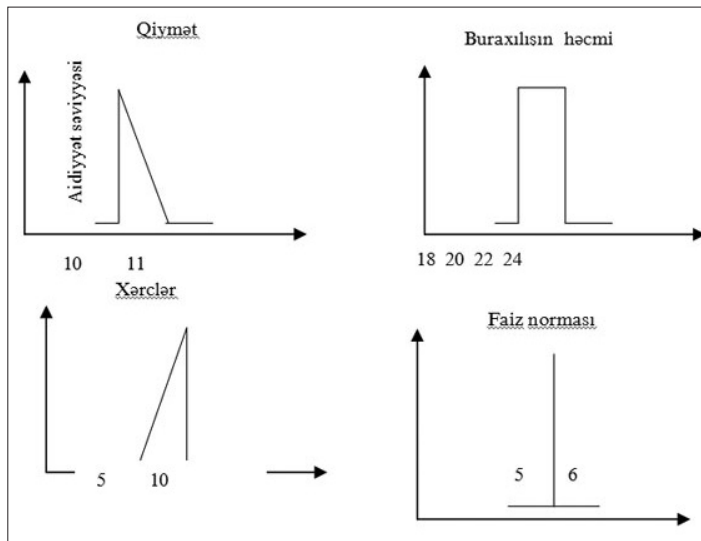 Qiymət
Aidiyyət səviyyəsi
10 11
Buraxılışın həcmi
18 20 22 24
Xərclər
5 10
Faiz norması
5 6